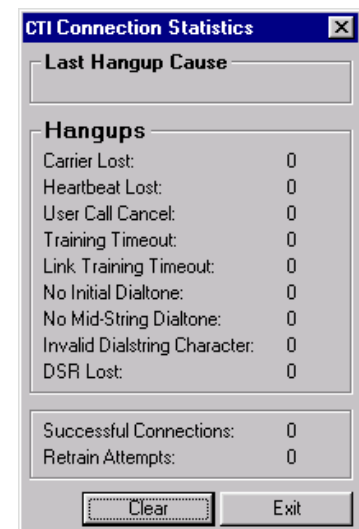 CTI Connection Statistics
Last Hangup Cause
Hangups
Carrier Lost: 0
Heartbeat Lost: 0
User Call Cancel: 0
Training Timeout: 0
Link Training Timeout: 0
No Initial Dialtone: 0
No Mid-String Dialtone: 0
Invalid Dialstring Character: 0
DSR Lost: 0
Successful Connections: 0
Retrain Attempts: 0
Clear Exit